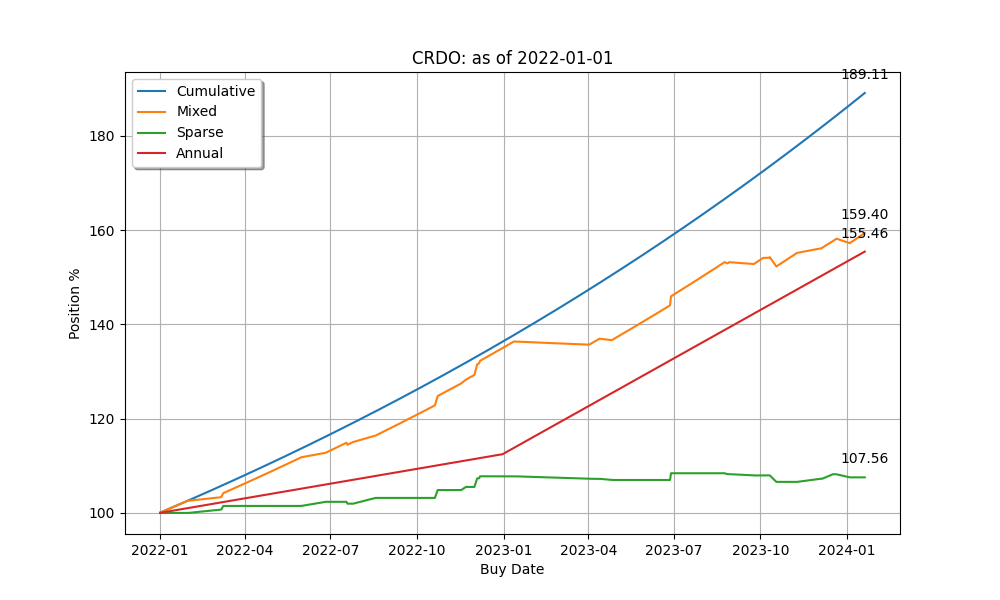 CRDO: as of 2022-01-01
189.11
Cumulative
Mixed
Sparse
Annual
180
160
140
120
100
159.40
155.46
107.56
Position %
2022-01 2022-04 2022-07 2022-10 2023-01 2023-04 2023-07 2023-10 2024-01
Buy Date